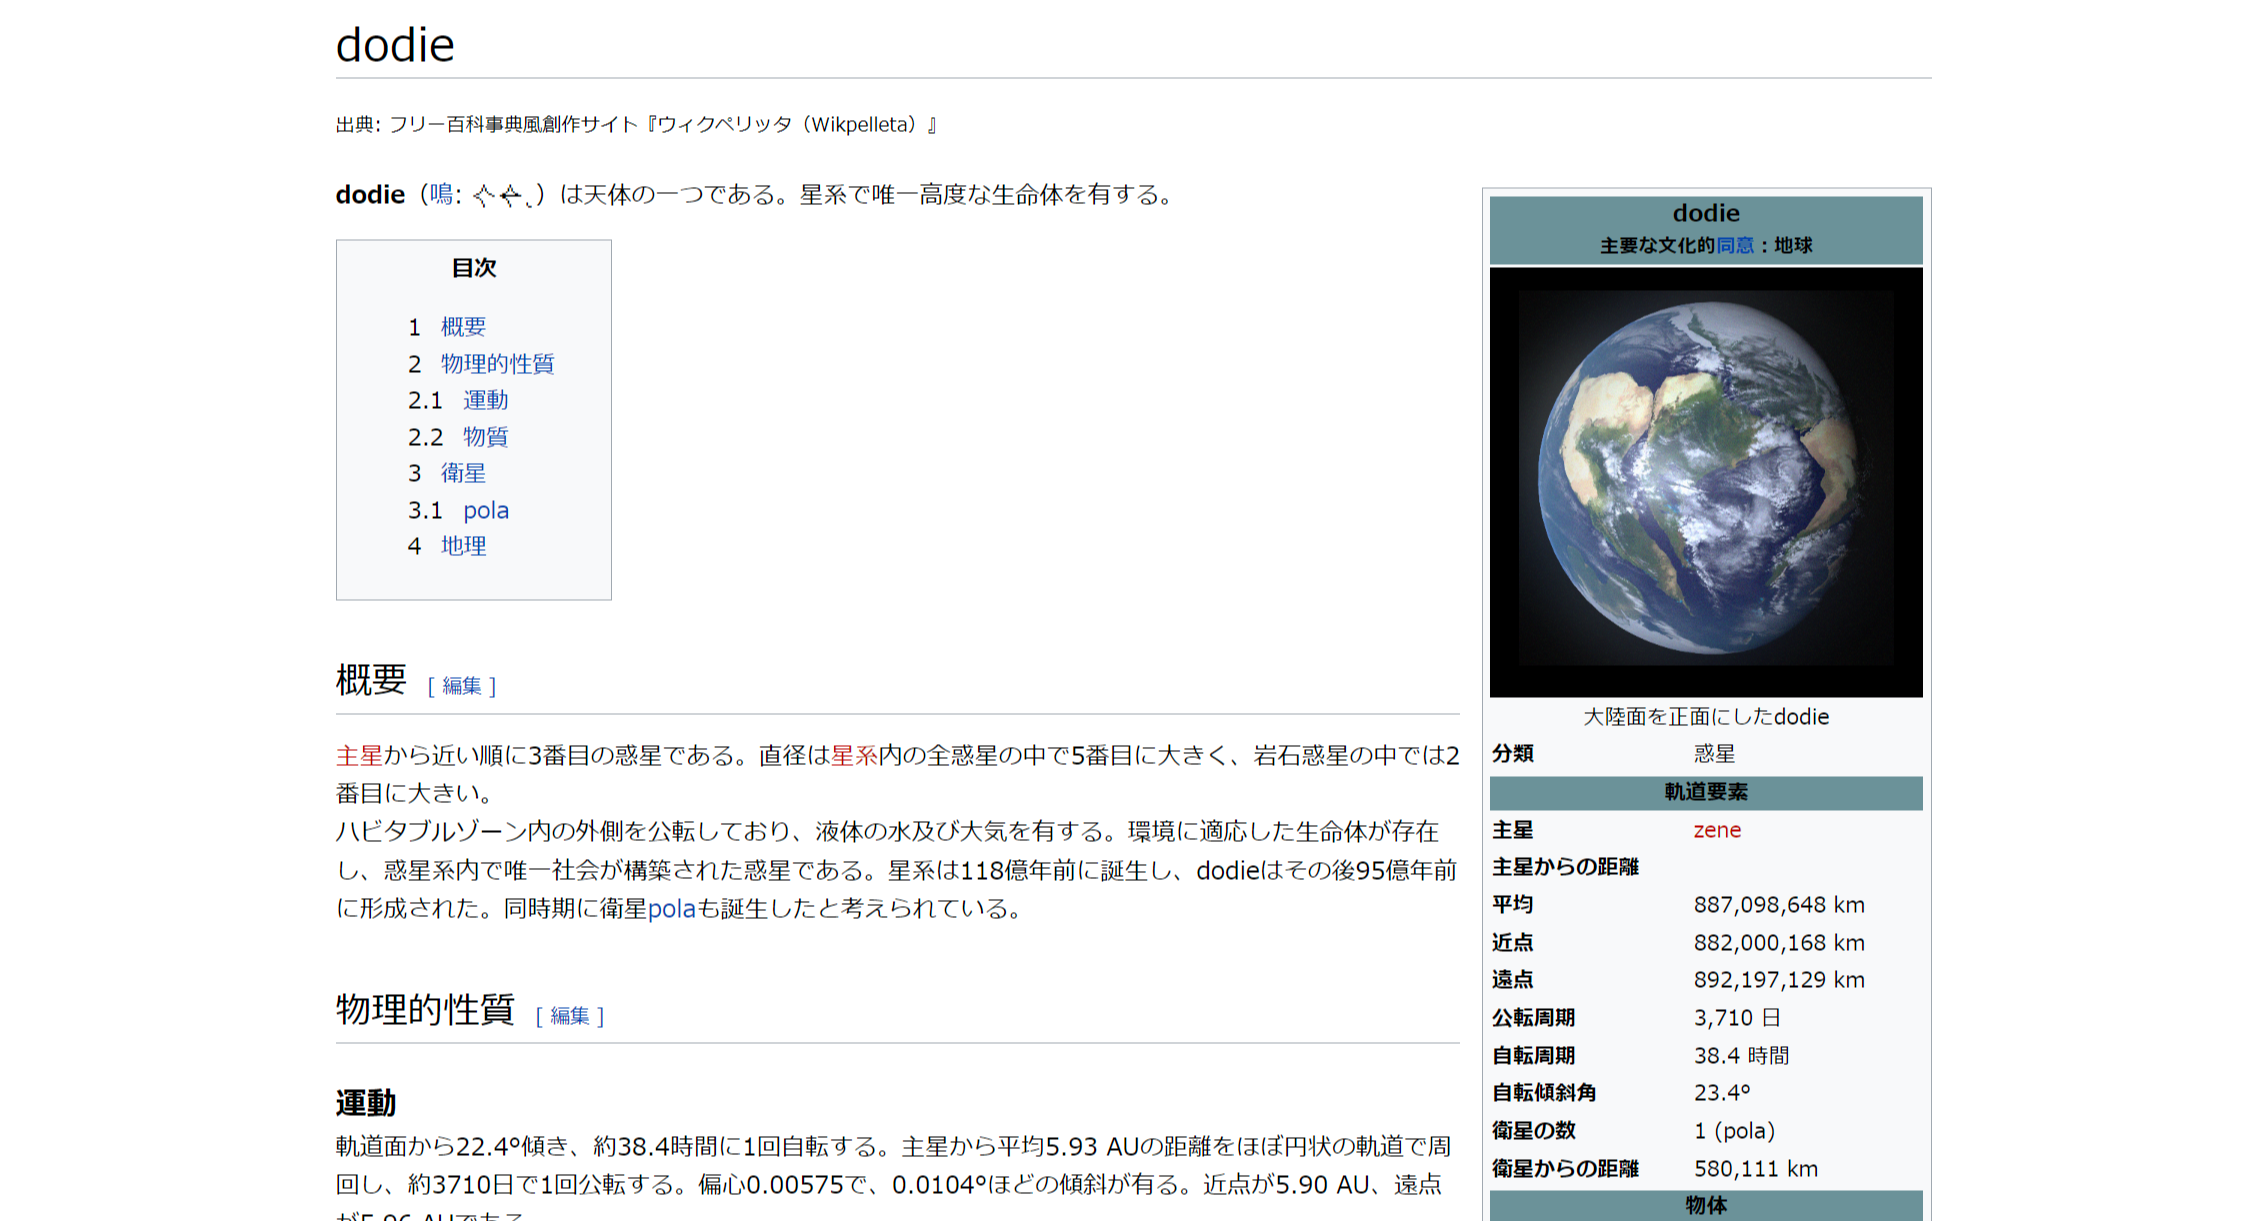 dodie
出典: フリー百科事典風創作サイト『ウィクペリッタ（Wikpelleta）』
dodie（鳴: ）は天体の一つである。星系で唯一高度な生命体を有する。
目次
1 概要
2 物理的性質
2.1 運動
2.2 物質
3 衛星
3.1 pola
4 地理
概要 [ 編集 ]
主星から近い順に3番目の惑星である。直径は星系内の全惑星の中で5番目に大きく、岩石惑星の中では2
番目に大きい。
ハビタブルゾーン内の外側を公転しており、液体の水及び大気を有する。環境に適応した生命体が存在
し、惑星系内で唯一社会が構築された惑星である。星系は118億年前に誕生し、dodieはその後95億年前
に形成された。同時期に衛星polaも誕生したと考えられている。
物理的性質 [ 編集 ]
運動
軌道面から22.4°傾き、約38.4時間に1回自転する。主星から平均5.93 AUの距離をほぼ円状の軌道で周
回し、約3710日で1回公転する。偏心0.00575で、0.0104°ほどの傾斜が有る。近点が5.90 AU、遠点
が5.96 AUである
dodie
主要な文化的同意：地球
大陸面を正面にしたdodie
分類 惑星
軌道要素
主星 zene
主星からの距離
平均 887,098,648 km
近点 882,000,168 km
遠点 892,197,129 km
公転周期 3,710 日
自転周期 38.4 時間
自転傾斜角 23.4°
衛星の数 1 (pola)
衛星からの距離 580,111 km
物体